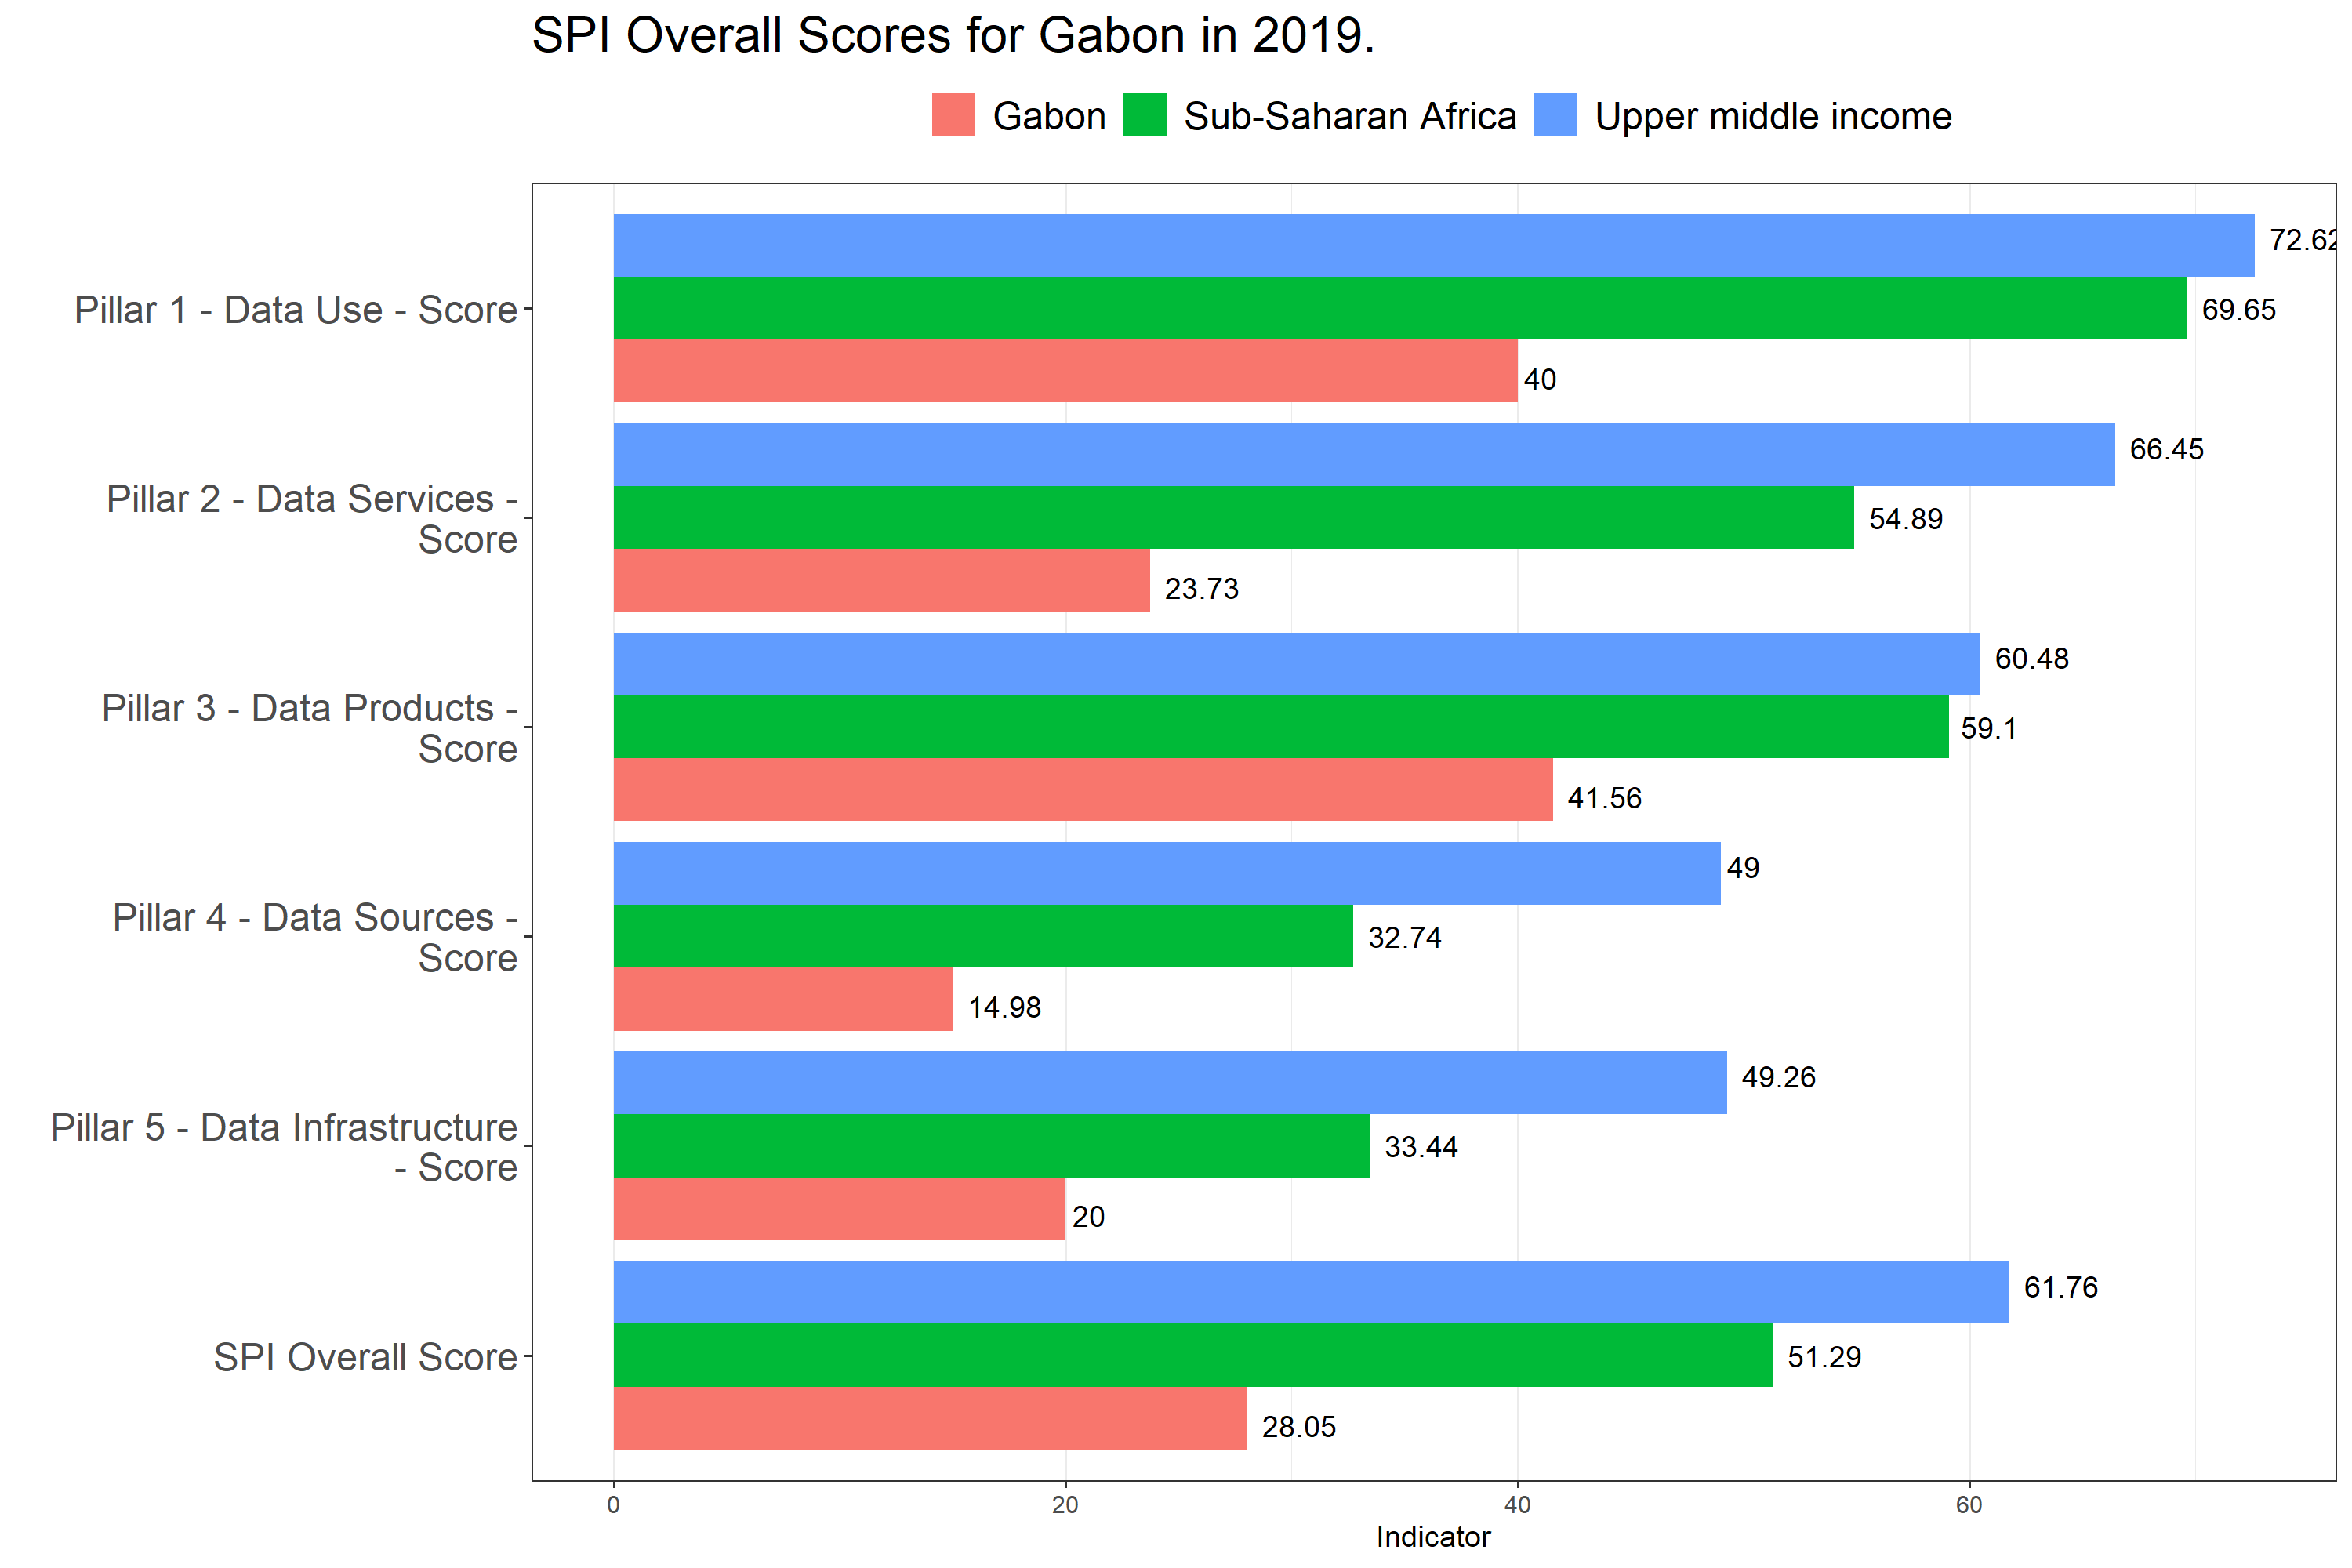 SPI Overall Scores for Gabon in 2019.
Gabon Sub-Saharan Africa Upper middle income
Pillar 1 - Data Use - Score
72.62
69.65
40
Pillar 2 - Data Services -
Score
66.45
54.89
23.73
Pillar 3 - Data Products -
Score
60.48
59.1
41.56
Pillar 4 - Data Sources -
Score
49
32.74
14.98
Pillar 5 - Data Infrastructure
- Score
49.26
33.44
20
SPI Overall Score
61.76
51.29
28.05
0 20 40 60
Indicator